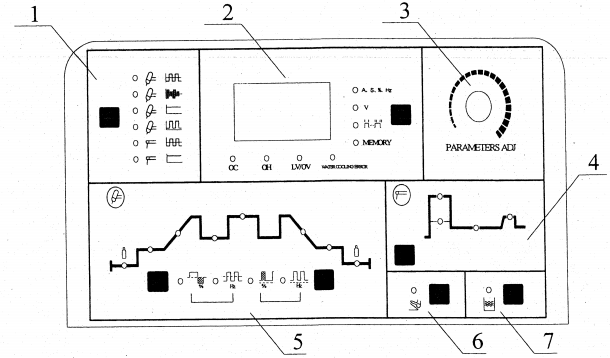 1
2
3
A. S. %. Hz
V
MEMORY
OC OH LV/OV WATER COOLING ERROR
PARAMETERS ADJ
4
% Hz % Hz
5
6
7